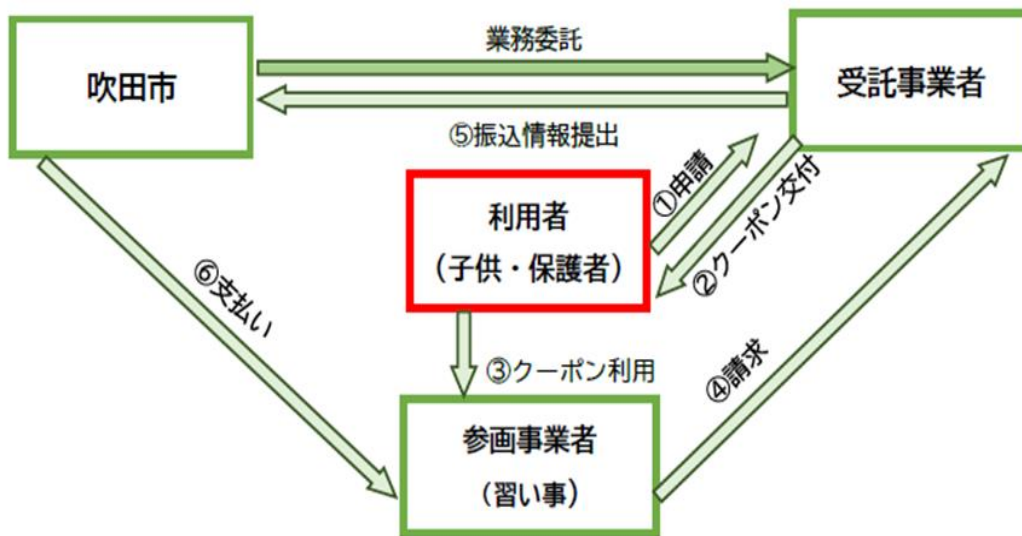 業務委託
吹田市
受託事業者
⑤振込情報提出
①申請
②クーポン交付
利用者
（子供・保護者）
⑥支払い
③クーポン利用
④請求
参画事業者
（習い事）